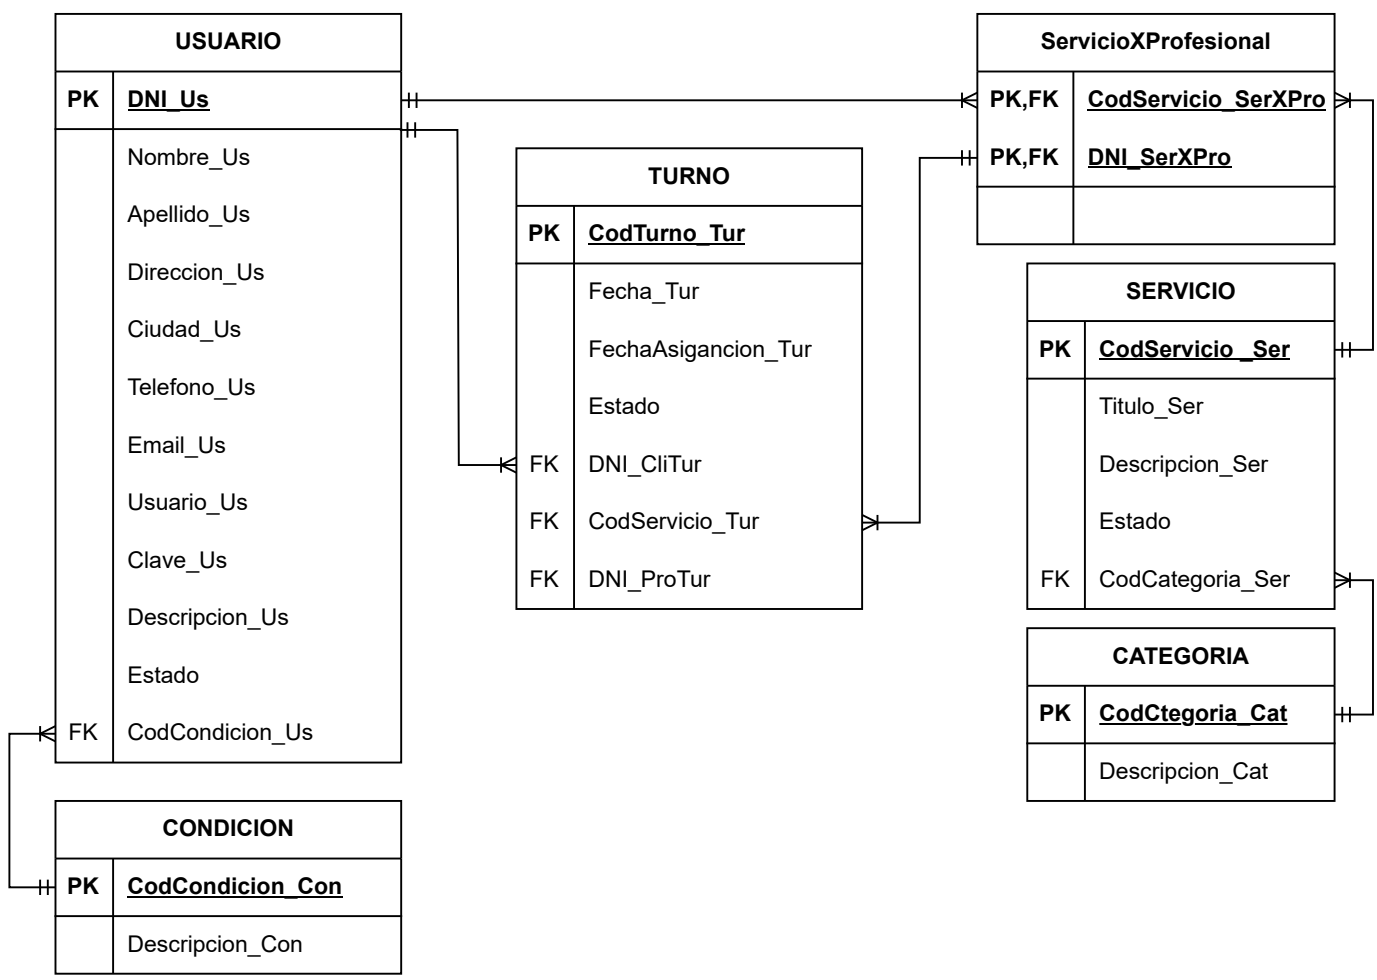 USUARIO
PK DNI_Us
Nombre_Us
Apellido_Us
Direccion_Us
Ciudad_Us
Telefono_Us
Email_Us
Usuario_Us
Clave_Us
Descripcion_Us
Estado
FK CodCondicion_Us
CONDICION
PK CodCondicion_Con
Descripcion_Con
TURNO
PK CodTurno_Tur
Fecha_Tur
FechaAsigancion_Tur
Estado
FK DNI_CliTur
FK CodServicio_Tur
FK DNI_ProTur
ServicioXProfesional
PK,FK CodServicio_SerXPro
PK,FK DNI_SerXPro
SERVICIO
PK CodServicio _Ser
Titulo_Ser
Descripcion_Ser
Estado
FK CodCategoria_Ser
CATEGORIA
PK CodCtegoria_Cat
Descripcion_Cat